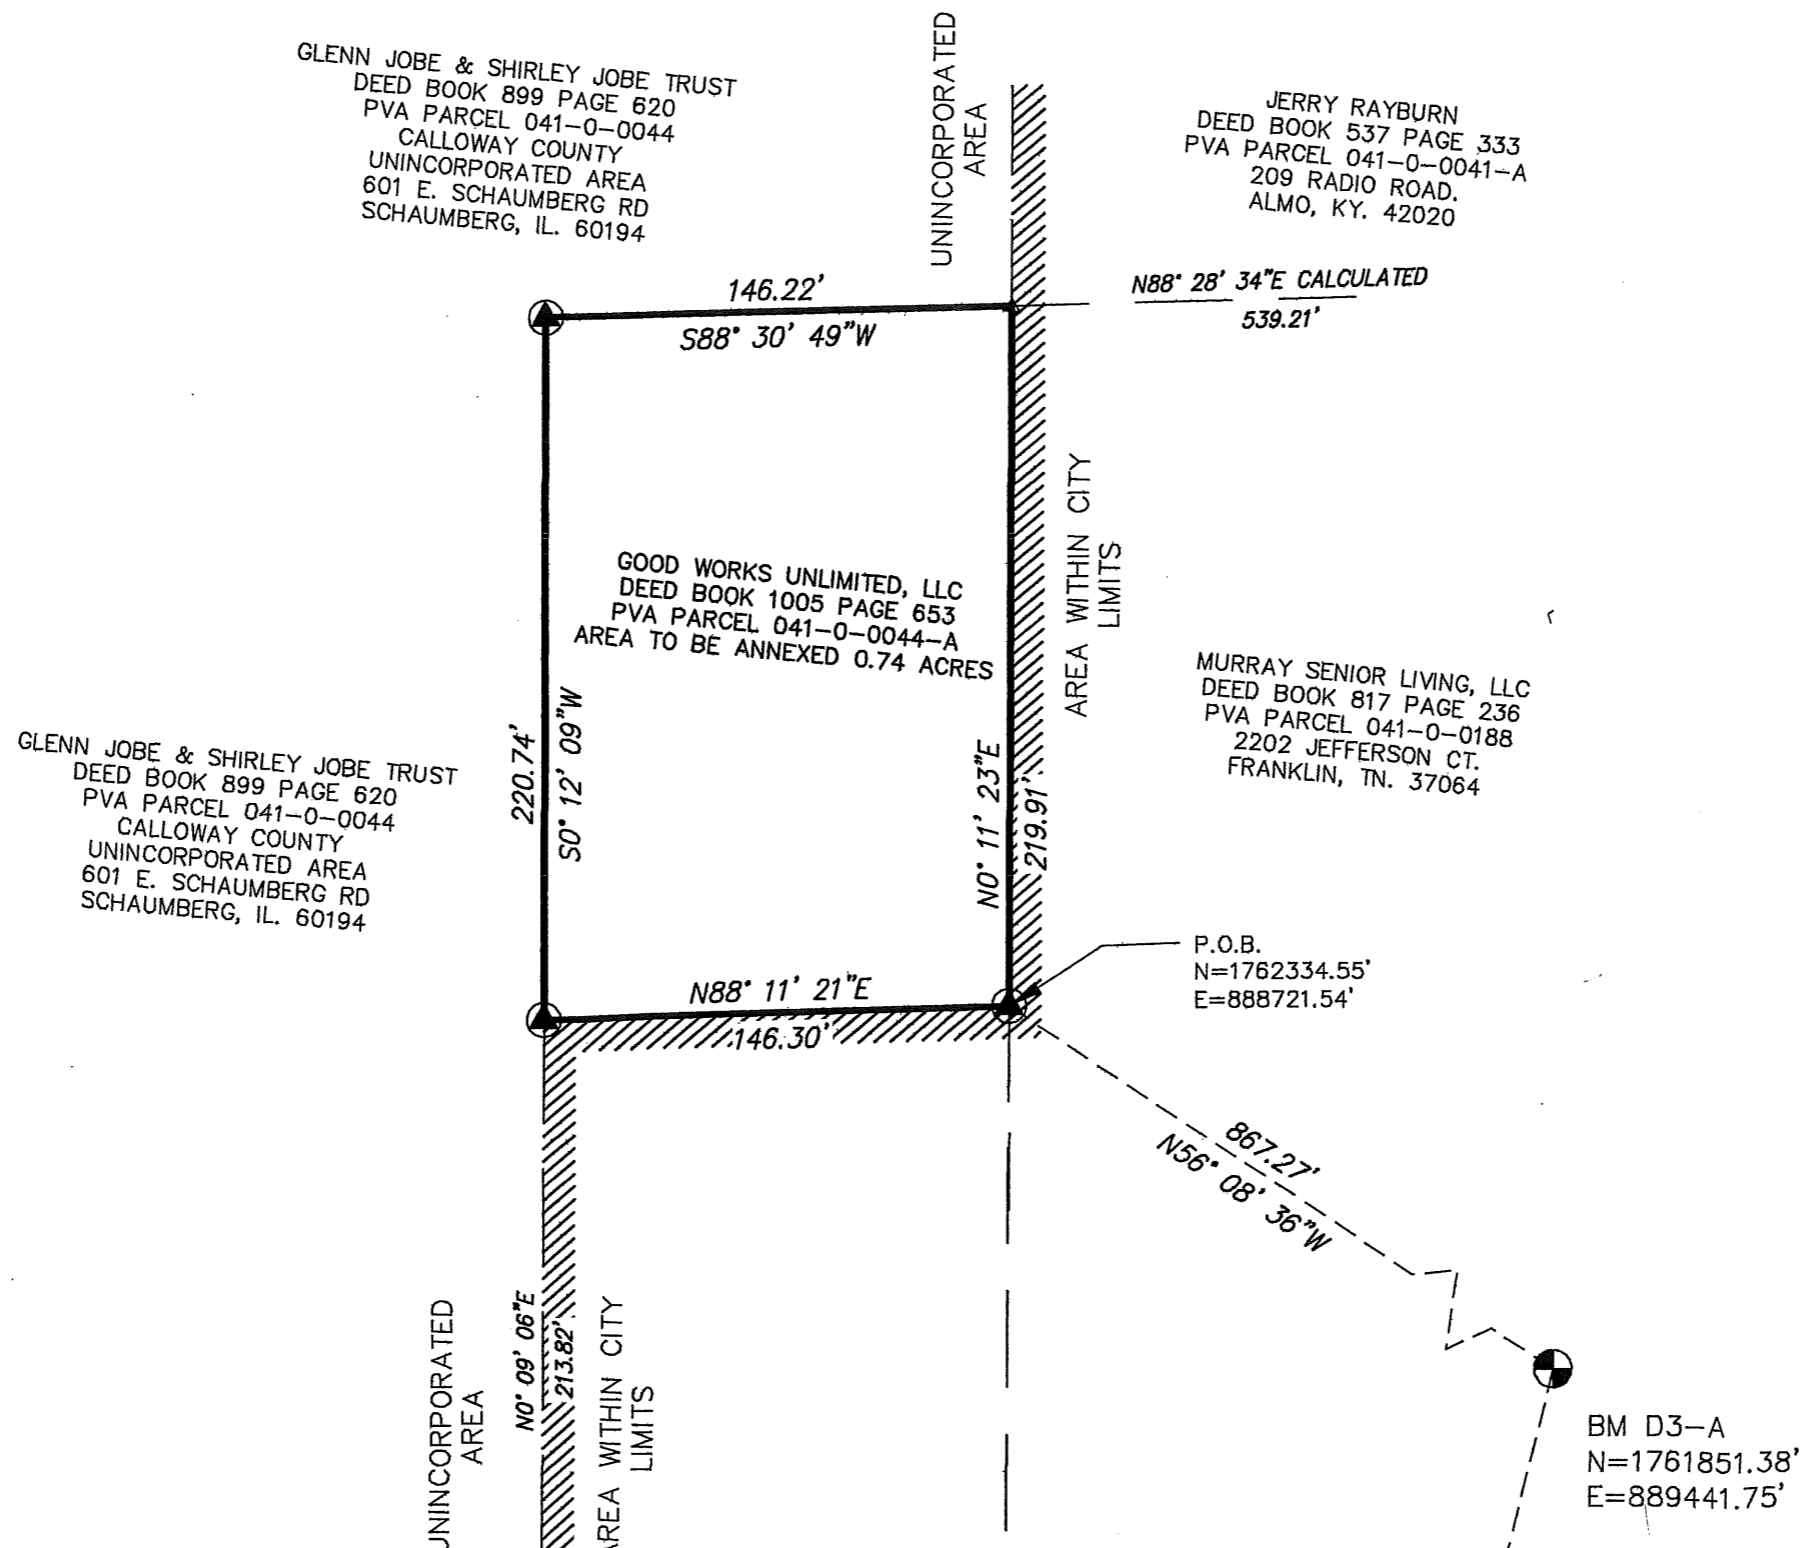 GLENN JOBE & SHIRLEY JOBE TRUST
DEED BOOK 899 PAGE 620
PVA PARCEL 041-0-0044
CALLOWAY COUNTY
UNINCORPORATED AREA
601 E. SCHAUMBERG RD
SCHAUMBERG, IL. 60194
UNINCORPORATED
AREA
JERRY RAYBURN
DEED BOOK 537 PAGE 333
PVA PARCEL 041-0-0041-A
209 RADIO ROAD.
ALMO, KY. 42020
146.22'
S88° 30' 49"W
N88° 28' 34"E CALCULATED
539.21'
GOOD WORKS UNLIMITED, LLC
DEED BOOK 1005 PAGE 653
PVA PARCEL 041-0-0044-A
AREA TO BE ANNEXED 0.74 ACRES
AREA WITHIN CITY
LIMITS
MURRAY SENIOR LIVING, LLC
DEED BOOK 817 PAGE 236
PVA PARCEL 041-0-0188
2202 JEFFERSON CT.
FRANKLIN, TN. 37064
GLENN JOBE & SHIRLEY JOBE TRUST
DEED BOOK 899 PAGE 620
PVA PARCEL 041-0-0044
CALLOWAY COUNTY
UNINCORPORATED AREA
601 E. SCHAUMBERG RD
SCHAUMBERG, IL. 60194
220.74'
S0° 12' 09"W
N0° 11' 23"E
219.91'
P.O.B.
N=1762334.55'
E=888721.54'
N88° 11' 21"E
146.30'
867.27'
N56° 08' 36"W
UNINCORPORATED
AREA
N0° 09' 06"E
213.82'
AREA WITHIN CITY
LIMITS
BM D3-A
N=1761851.38'
E=889441.75'